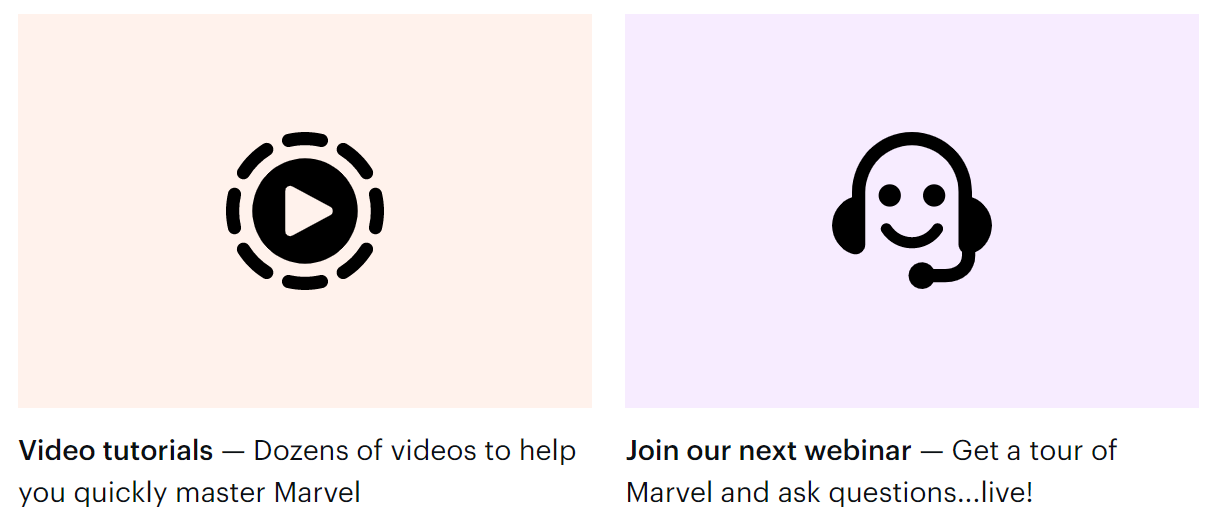 Video tutorials — Dozens of videos to help
you quickly master Marvel
Join our next webinar — Get a tour of
Marvel and ask questions...live!